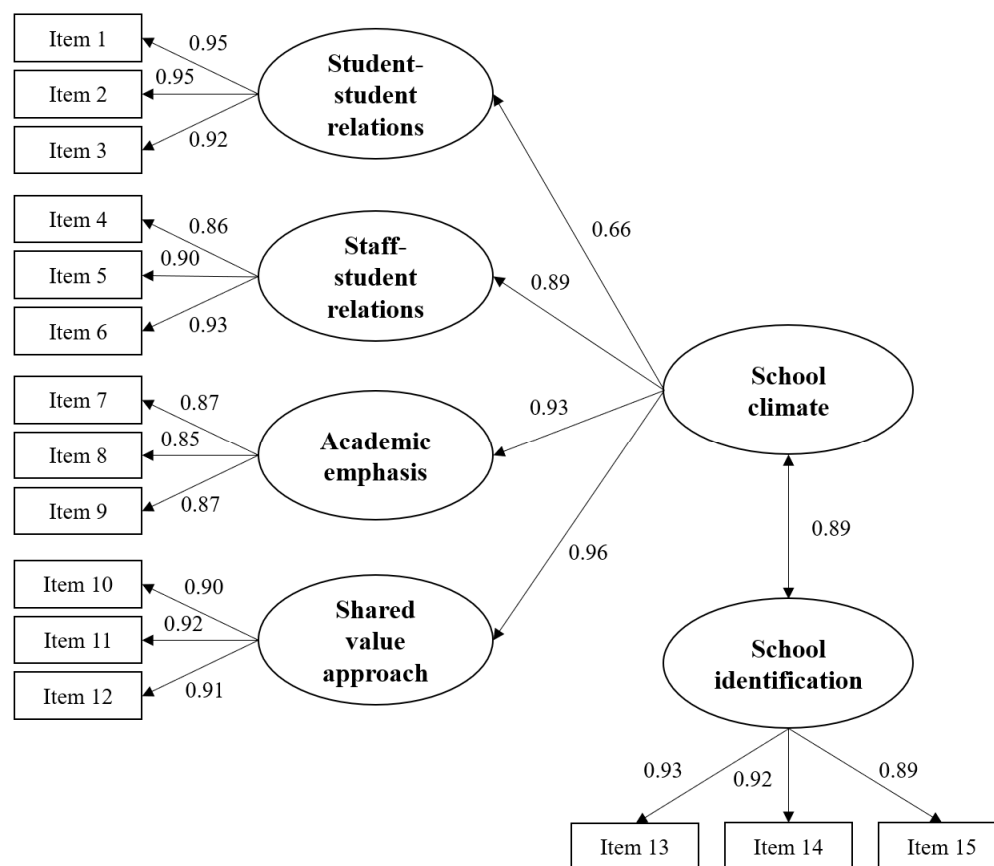 Item 1
0.95
Item 2
0.95
Item 3
0.92
Student-
student
relations
Item 4
0.86
Item 5
0.90
Item 6
0.93
Staff-
student
relations
Item 7
0.87
Item 8
0.85
Item 9
0.87
Academic
emphasis
Item 10
0.90
Item 11
0.92
Item 12
0.91
Shared
value
approach
0.66
0.89
0.93
0.96
School
climate
0.89
School
identification
0.93
0.92
0.89
Item 13
Item 14
Item 15